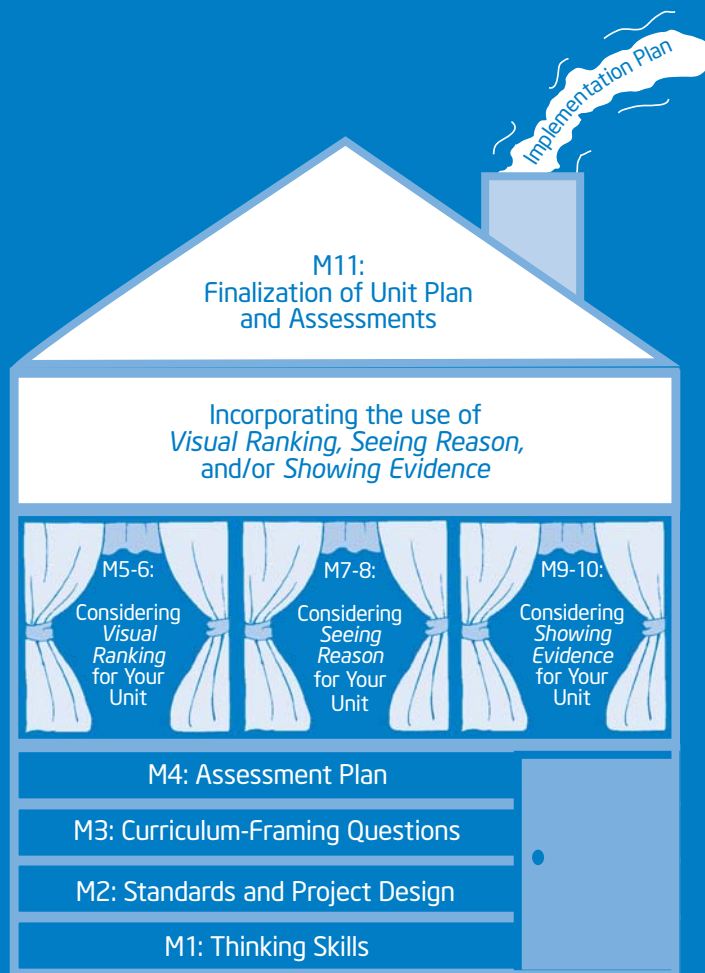 Implementation Plan
M11:
Finalization of Unit Plan
and Assessments
Incorporating the use of
Visual Ranking, Seeing Reason,
and/or Showing Evidence
M5-6:
Considering
Visual
Ranking
for Your
Unit
M7-8:
Considering
Seeing
Reason
for Your
Unit
M9-10:
Considering
Showing
Evidence
for Your
Unit
M4: Assessment Plan
M3: Curriculum-Framing Questions
M2: Standards and Project Design
M1: Thinking Skills